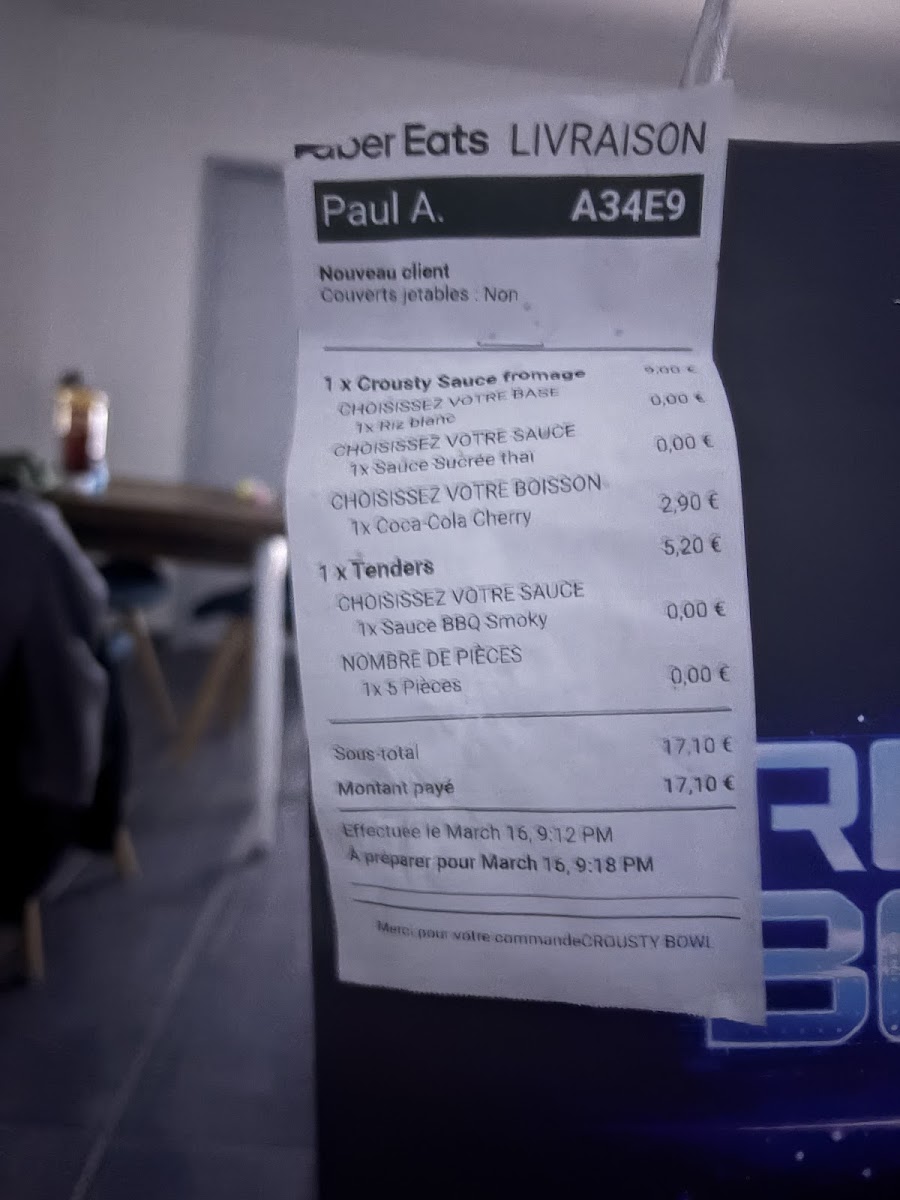 Uber Eats LIVRAISON
Paul A. A34E9
Nouveau client
Couverts jetables : Non
1 x Crousty Sauce fromage 9,00 €
CHOISISSEZ VOTRE BASE
1x Riz blanc 0,00 €
CHOISISSEZ VOTRE SAUCE
1x Sauce Sucrée thaï 0,00 €
CHOISISSEZ VOTRE BOISSON
1x Coca-Cola Cherry 2,90 €
1 x Tenders 5,20 €
CHOISISSEZ VOTRE SAUCE
1x Sauce BBQ Smoky 0,00 €
NOMBRE DE PIÈCES
1x 5 Pièces 0,00 €
Sous-total 17,10 €
Montant payé 17,10 €
Effectuée le March 16, 9:12 PM
À préparer pour March 16, 9:18 PM
Merci pour votre commandeCROUSTY BOWL